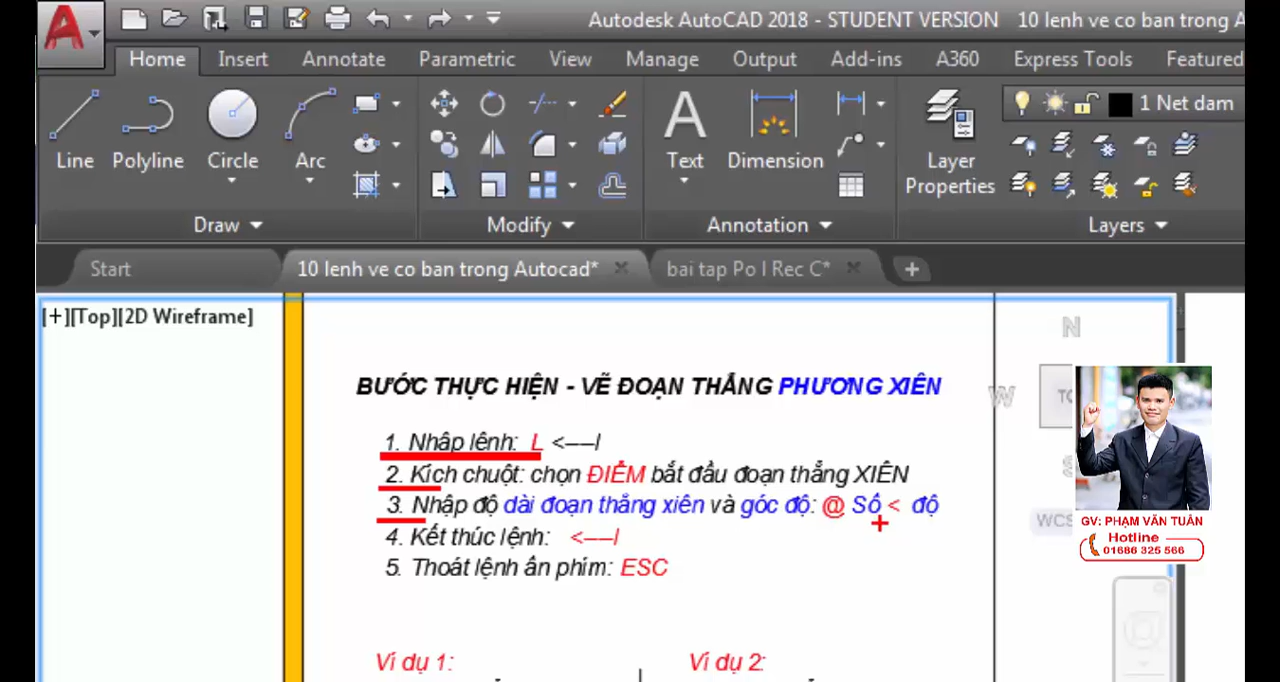 Autodesk AutoCAD 2018 - STUDENT VERSION 10 lenh ve co ban trong A
Home Insert Annotate Parametric View Manage Output Add-ins A360 Express Tools Featured
1 Net dam
Line Polyline Circle Arc Text Dimension Layer Properties
Draw Modify Annotation Layers
Start 10 lenh ve co ban trong Autocad* bai tap Po l Rec C* +
[+][Top][2D Wireframe]
N
W
BƯỚC THỰC HIỆN - VẼ ĐOẠN THẲNG PHƯƠNG XIÊN
1. Nhập lệnh: L <---l
2. Kích chuột: chọn ĐIỂM bắt đầu đoạn thẳng XIÊN
3. Nhập độ dài đoạn thẳng xiên và góc độ: @ Số < độ
4. Kết thúc lệnh: <---l
5. Thoát lệnh ấn phím: ESC
WCS
GV: PHẠM VĂN TUÂN
Hotline
01686 325 566
Ví dụ 1: Ví dụ 2: